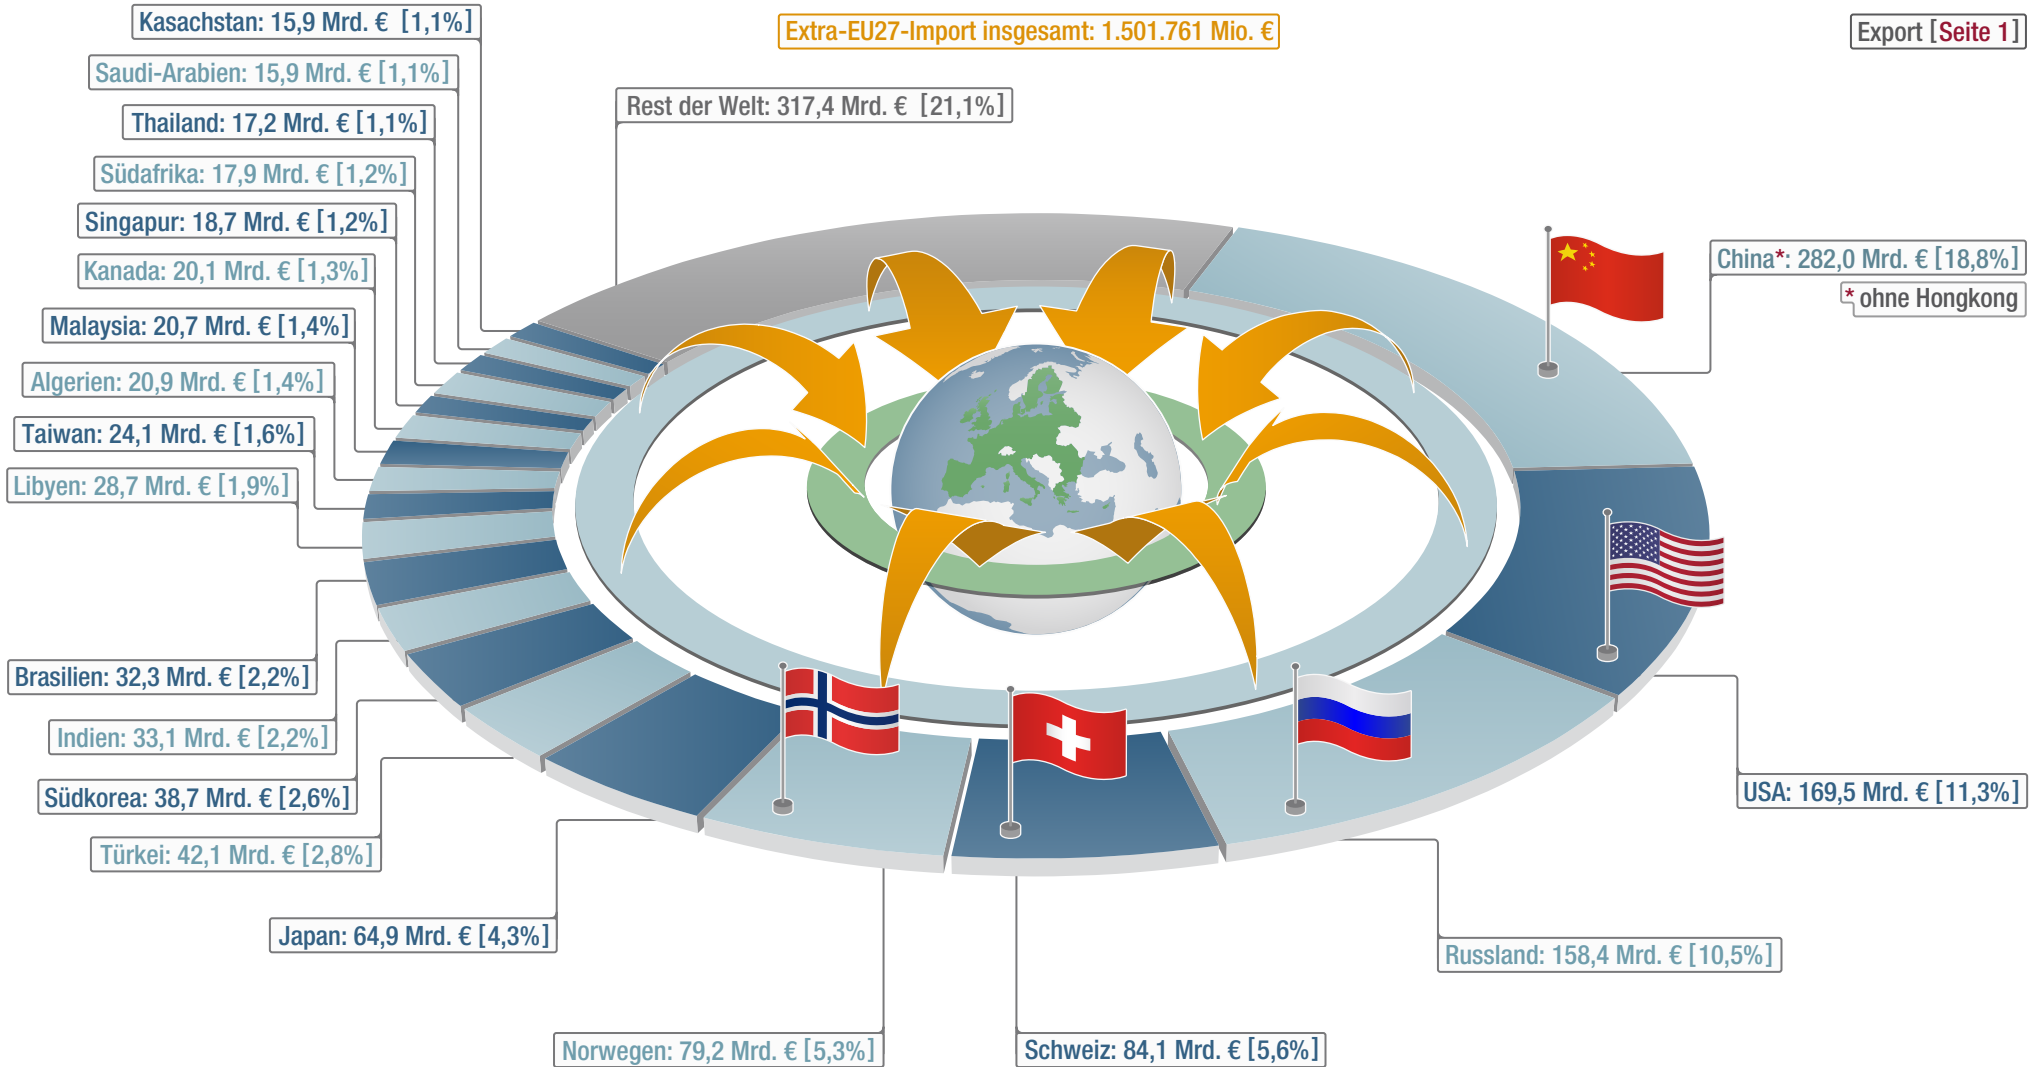 Extra-EU27-Import insgesamt: 1.501.761 Mio. €
Export [Seite 1]
Kasachstan: 15,9 Mrd. € [1,1%]
Saudi-Arabien: 15,9 Mrd. € [1,1%]
Thailand: 17,2 Mrd. € [1,1%]
Südafrika: 17,9 Mrd. € [1,2%]
Singapur: 18,7 Mrd. € [1,2%]
Kanada: 20,1 Mrd. € [1,3%]
Malaysia: 20,7 Mrd. € [1,4%]
Algerien: 20,9 Mrd. € [1,4%]
Taiwan: 24,1 Mrd. € [1,6%]
Libyen: 28,7 Mrd. € [1,9%]
Brasilien: 32,3 Mrd. € [2,2%]
Indien: 33,1 Mrd. € [2,2%]
Südkorea: 38,7 Mrd. € [2,6%]
Türkei: 42,1 Mrd. € [2,8%]
Japan: 64,9 Mrd. € [4,3%]
Norwegen: 79,2 Mrd. € [5,3%]
Schweiz: 84,1 Mrd. € [5,6%]
Russland: 158,4 Mrd. € [10,5%]
USA: 169,5 Mrd. € [11,3%]
China*: 282,0 Mrd. € [18,8%]
* ohne Hongkong
Rest der Welt: 317,4 Mrd. € [21,1%]